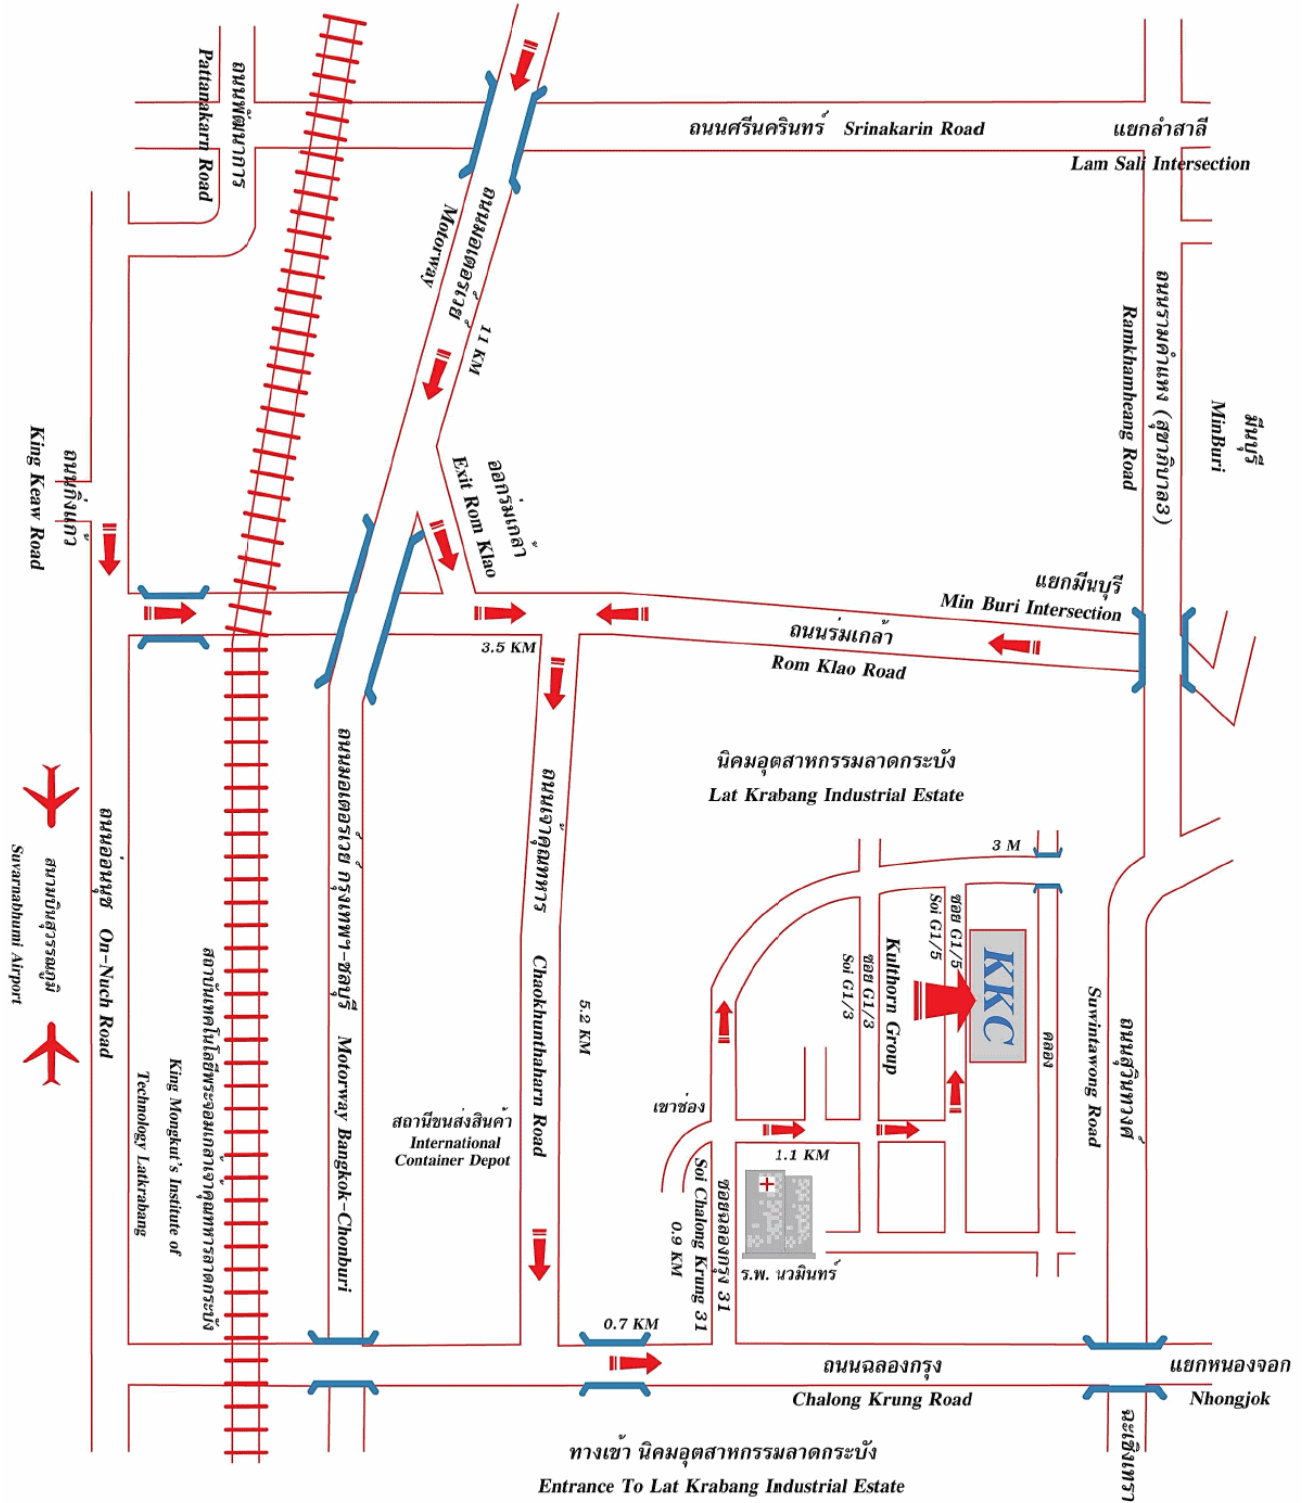 ถนนพัฒนาการ
Pattanakarn Road
ถนนศรีนครินทร์ Srinakarin Road
แยกลำสาลี
Lam Sali Intersection
ถนนมอเตอร์เวย์
Motorway
11 KM
ถนนรามคำแหง (สุขาภิบาล3)
Ramkhamheang Road
มีนบุรี
MinBuri
ถนนกิ่งแก้ว
King Keaw Road
ออกร่มเกล้า
Exit Rom Klao
แยกมีนบุรี
Min Buri Intersection
ถนนร่มเกล้า
Rom Klao Road
3.5 KM
นิคมอุตสาหกรรมลาดกระบัง
Lat Krabang Industrial Estate
ถนนมอเตอร์เวย์ กรุงเทพฯ-ชลบุรี Motorway Bangkok-Chonburi
ถนนเจ้าคุณทหาร Chaokhunthaharn Road
5.2 KM
ถนนอ่อนนุช On-Nuch Road
สนามบินสุวรรณภูมิ
Suvarnabhumi Airport
สถาบันเทคโนโลยีพระจอมเกล้าเจ้าคุณทหารลาดกระบัง
King Mongkut's Institute of
Technology Latkrabang
3 M
ซอย G1/5
Soi G1/5
ซอย G1/3
Soi G1/3
Kulthorn Group
KKC
คลอง
ถนนสุวินทวงศ์
Suwintawong Road
สถานีขนส่งสินค้า
International
Container Depot
เขาช่อง
1.1 KM
ซอยฉลองกรุง 31
Soi Chalong Krung 31
0.9 KM
ร.พ. นวมินทร์
0.7 KM
ถนนฉลองกรุง
Chalong Krung Road
แยกหนองจอก
Nhongjok
ฉะเชิงเทรา
ทางเข้า นิคมอุตสาหกรรมลาดกระบัง
Entrance To Lat Krabang Industrial Estate